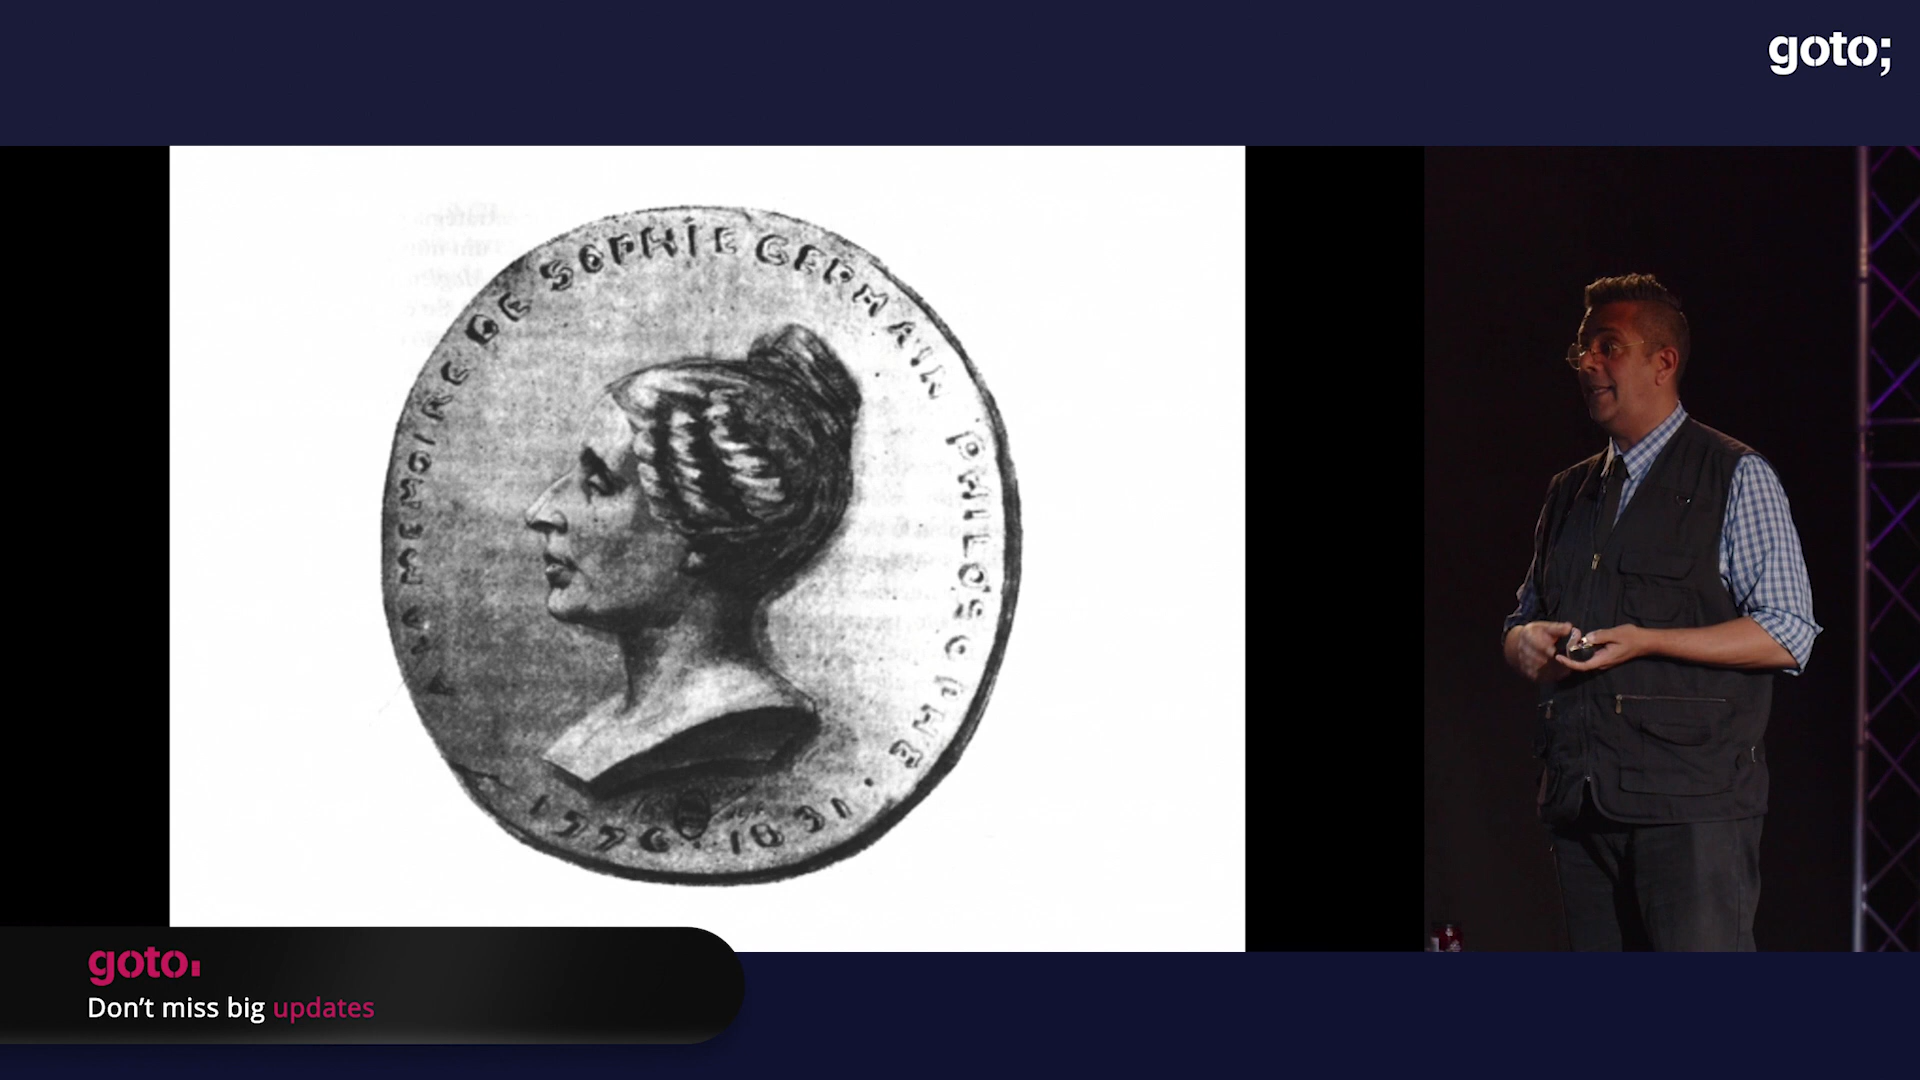 goto;
A LA MEMOIRE DE SOPHIE GERMAIN PHILOSOPHE .
1776 · 1831
goto
Don't miss big updates